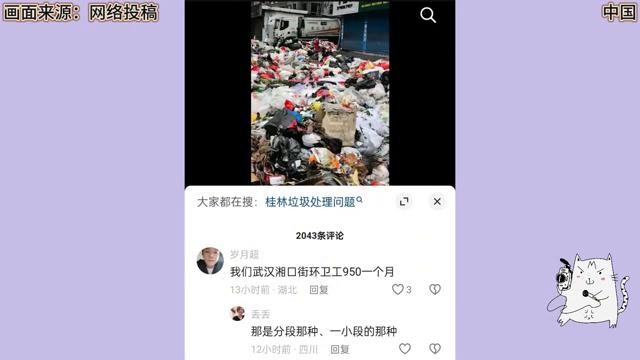 画面来源：网络投稿
中国
大家都在搜：桂林垃圾处理问题
2043条评论
岁月超
我们武汉湘口街环卫工950一个月
13小时前 · 湖北 回复
3
丢丢
那是分段那种、一小段的那种
12小时前 · 四川 回复